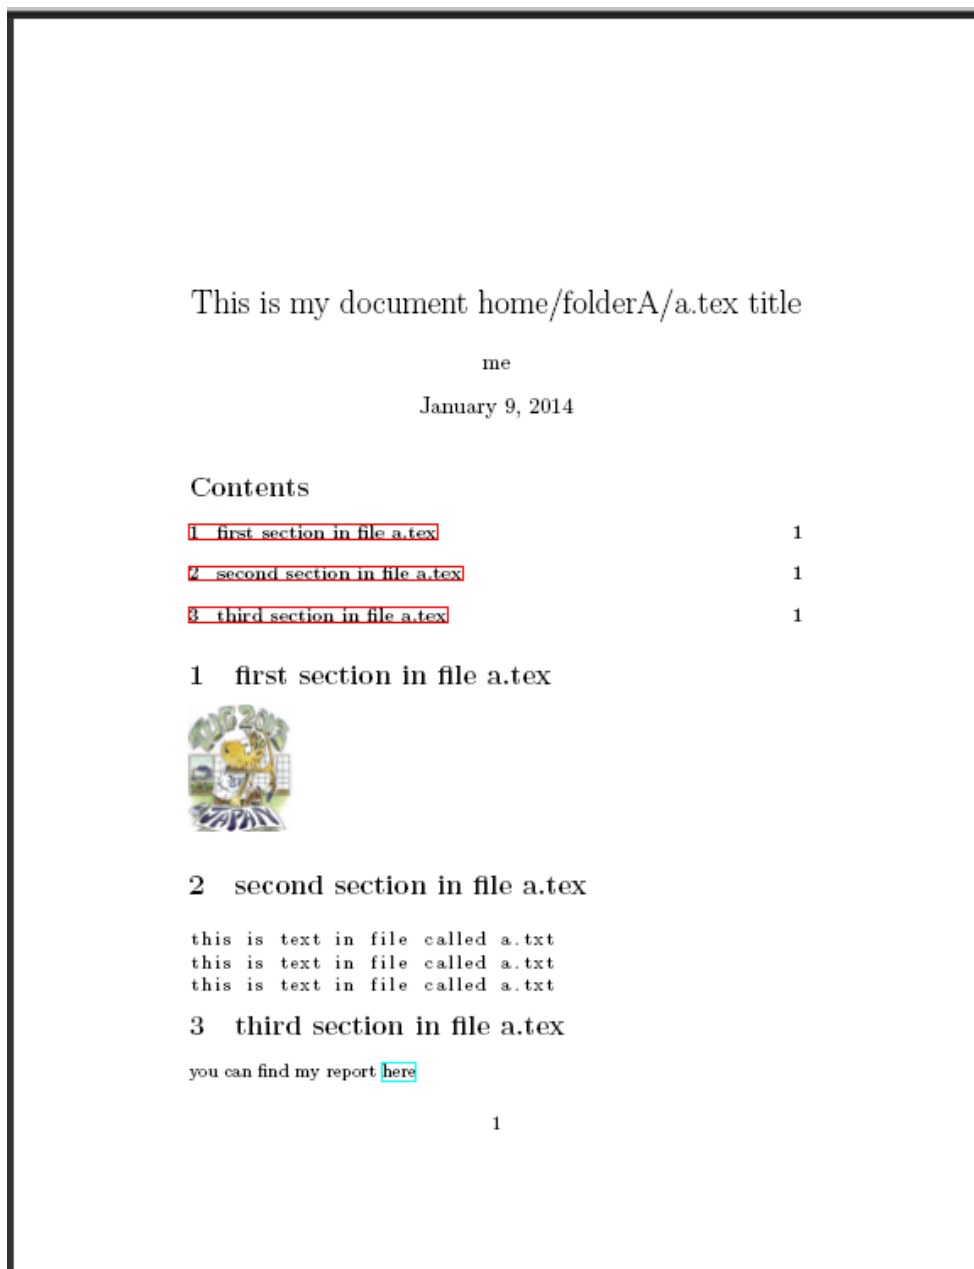 This is my document home/folderA/a.tex title
me
January 9, 2014
Contents
1 first section in file a.tex 1
2 second section in file a.tex 1
3 third section in file a.tex 1
1 first section in file a.tex
TUG 2013
JAPAN
2 second section in file a.tex
this is text in file called a.txt
this is text in file called a.txt
this is text in file called a.txt
3 third section in file a.tex
you can find my report here
1